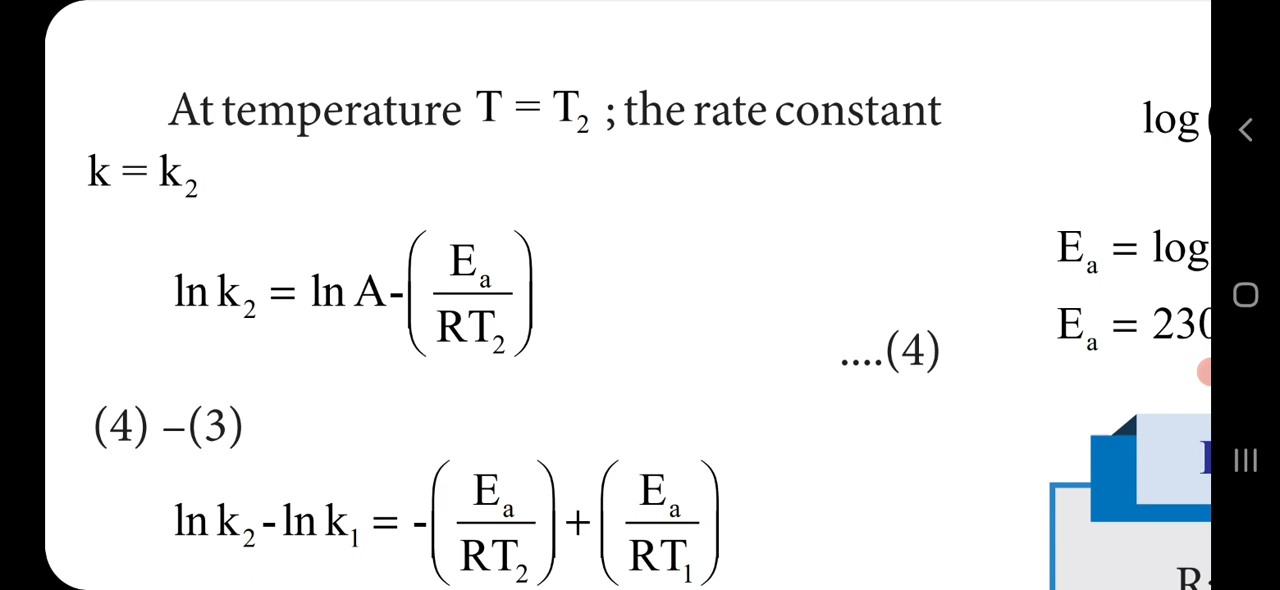 At temperature T = T₂ ; the rate constant
k = k₂
ln k₂ = ln A-(Eₐ/RT₂)
....(4)
(4) –(3)
ln k₂ - ln k₁ = -(Eₐ/RT₂) + (Eₐ/RT₁)
log
Eₐ = log
Eₐ = 230